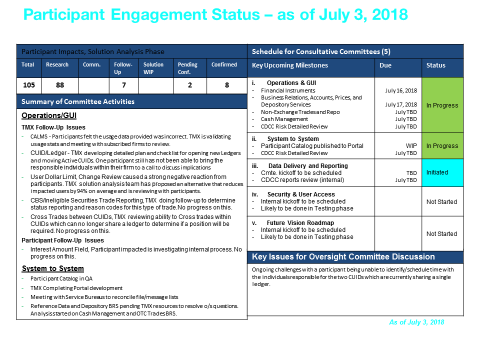 Participant Engagement Status – as of July 3, 2018
Participant Impacts, Solution Analysis Phase
Total Research Comm. Follow-Up Solution WIP Pending Conf. Confirmed
105 88 7 2 8
Summary of Committee Activities
Operations/GUI
TMX Follow-Up Issues
- CALMS - Participants felt the usage data provided was incorrect. TMX is validating
usage stats and meeting with subscribed firms to review.
- CUID/Ledger - TMX developing detailed plan and checklist for opening new Ledgers
and moving Active CUIDs. One participant still has not been able to bring the
responsible individuals within their firm to a call to discuss implications
- User Dollar Limit, Change Review caused a strong negative reaction from
participants. TMX solution analysis team has proposed an alternative that reduces
impacted users by 94% on average and is reviewing with participants.
- CBS/Ineligible Securities Trade Reporting, TMX doing follow-up to determine
status reporting and reason codes for this type of trade. No progress on this.
- Cross Trades between CUIDs, TMX reviewing ability to Cross trades within
CUIDs which can no longer share a ledger to determine if a position will be
required. No progress on this.
Participant Follow-Up Issues
- Interest Amount Field, Participant impacted is investigating internal process. No
progress on this.
System to System
- Participant Catalog in QA
- TMX Completing Portal development
- Meeting with Service Bureaus to reconcile file/message lists
- Reference Data and Depository BRS pending TMX resources to resolve o/s questions.
Analysis started on Cash Management and OTC Trades BRS.
Schedule for Consultative Committees (5)
Key Upcoming Milestones Due Status
i. Operations & GUI
- Financial Instruments July 16, 2018
- Business Relations, Accounts, Prices, and
Depository Services July 17, 2018
- Non-Exchange Trades and Repo July TBD
- Cash Management July TBD
- CDCC Risk Detailed Review July TBD
In Progress
ii. System to System
- Participant Catalog published to Portal WIP
- CDCC Risk Detailed Review July TBD
In Progress
iii. Data Delivery and Reporting
- Cmte. kickoff to be scheduled TBD
- CDCC reports review (internal) July TBD
Initiated
iv. Security & User Access
- Internal kickoff to be scheduled
- Likely to be done in Testing phase
Not Started
v. Future Vision Roadmap
- Internal kickoff to be scheduled
- Likely to be done in Testing phase
Not Started
Key Issues for Oversight Committee Discussion
Ongoing challenges with a participant being unable to identify/schedule time with
the individuals responsible for the two CUIDs which are currently sharing a single
ledger.
As of July 3, 2018